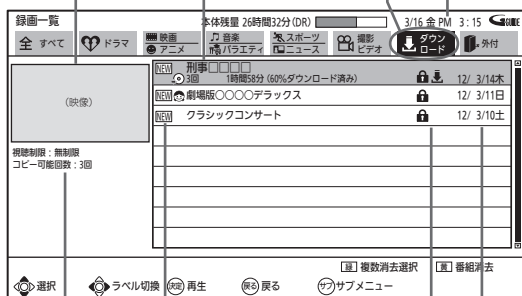 録画一覧 本体残量 26時間32分(DR) 3/16 金 PM 3:15 GGUIDE
全 すべて ドラマ 映画 アニメ 音楽 バラエティ スポーツ ニュース 撮影ビデオ ダウンロード 外付
NEW 刑事□□□□
3回 1時間58分 (60%ダウンロード済み) 12/ 3/14木
(映像)
NEW 劇場版○○○○デラックス 12/ 3/11日
NEW クラシックコンサート 12/ 3/10土
視聴制限:無制限
コピー可能回数:3回
緑 複数消去選択 黄 番組消去
選択 ラベル切換 決定 再生 戻る 戻る サブ サブメニュー